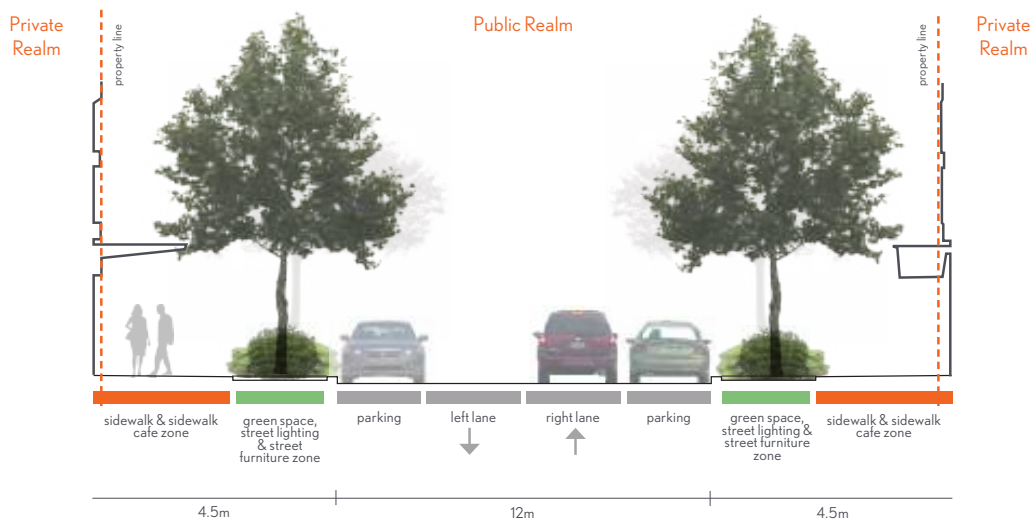 Private
Realm
property line
Public Realm
property line
Private
Realm
sidewalk & sidewalk
cafe zone
green space,
street lighting
& street
furniture zone
parking
left lane
right lane
parking
green space,
street lighting &
street furniture
zone
sidewalk & sidewalk
cafe zone
4.5m
12m
4.5m